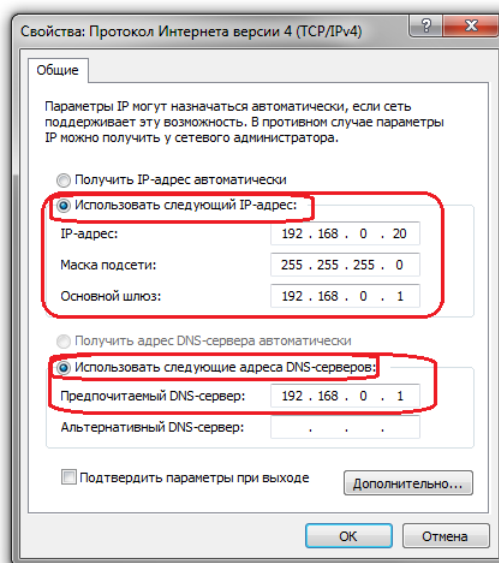 Свойства: Протокол Интернета версии 4 (TCP/IPv4)
Общие
Параметры IP могут назначаться автоматически, если сеть
поддерживает эту возможность. В противном случае параметры
IP можно получить у сетевого администратора.
Получить IP-адрес автоматически
Использовать следующий IP-адрес:
IP-адрес: 192 . 168 . 0 . 20
Маска подсети: 255 . 255 . 255 . 0
Основной шлюз: 192 . 168 . 0 . 1
Получить адрес DNS-сервера автоматически
Использовать следующие адреса DNS-серверов:
Предпочитаемый DNS-сервер: 192 . 168 . 0 . 1
Альтернативный DNS-сервер: . . .
Подтвердить параметры при выходе
Дополнительно...
ОК Отмена